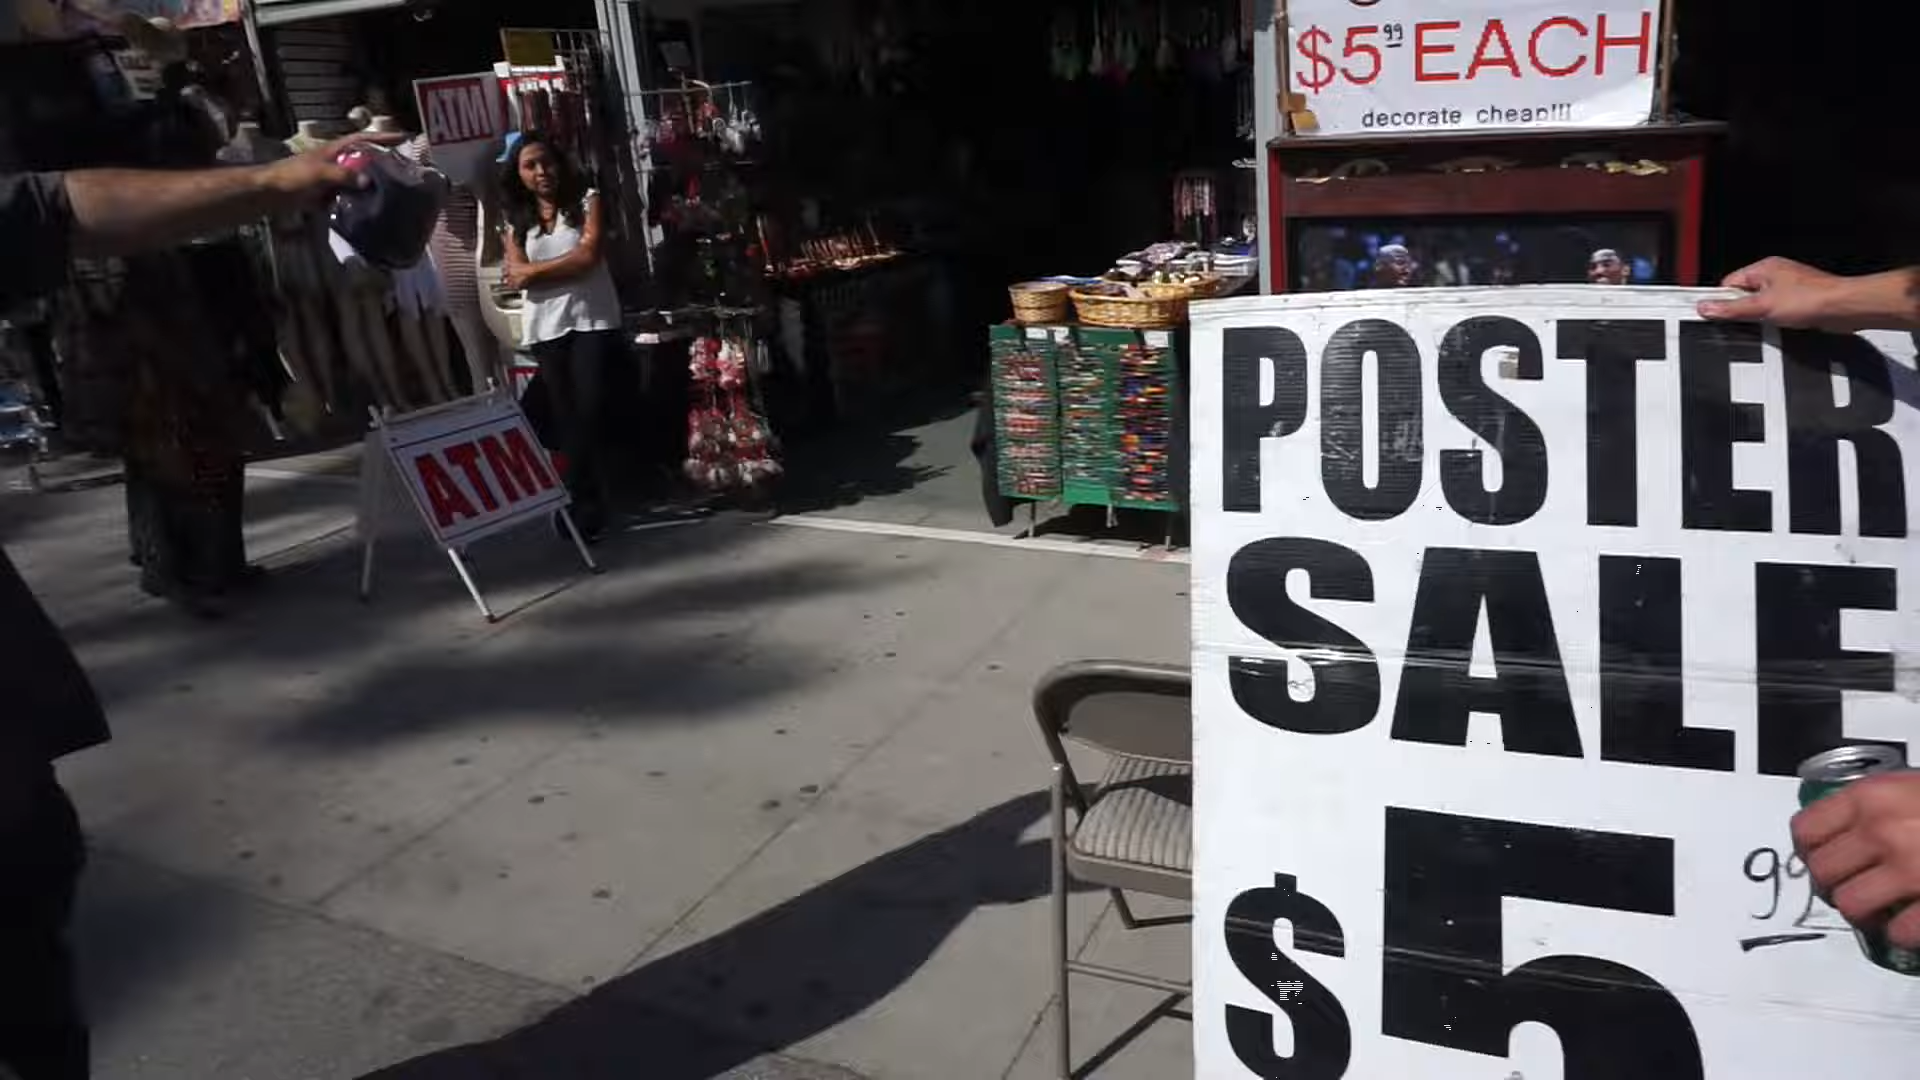 $5 99 EACH
decorate cheap!!!
ATM
ATM
POSTER
SALE
$5 99